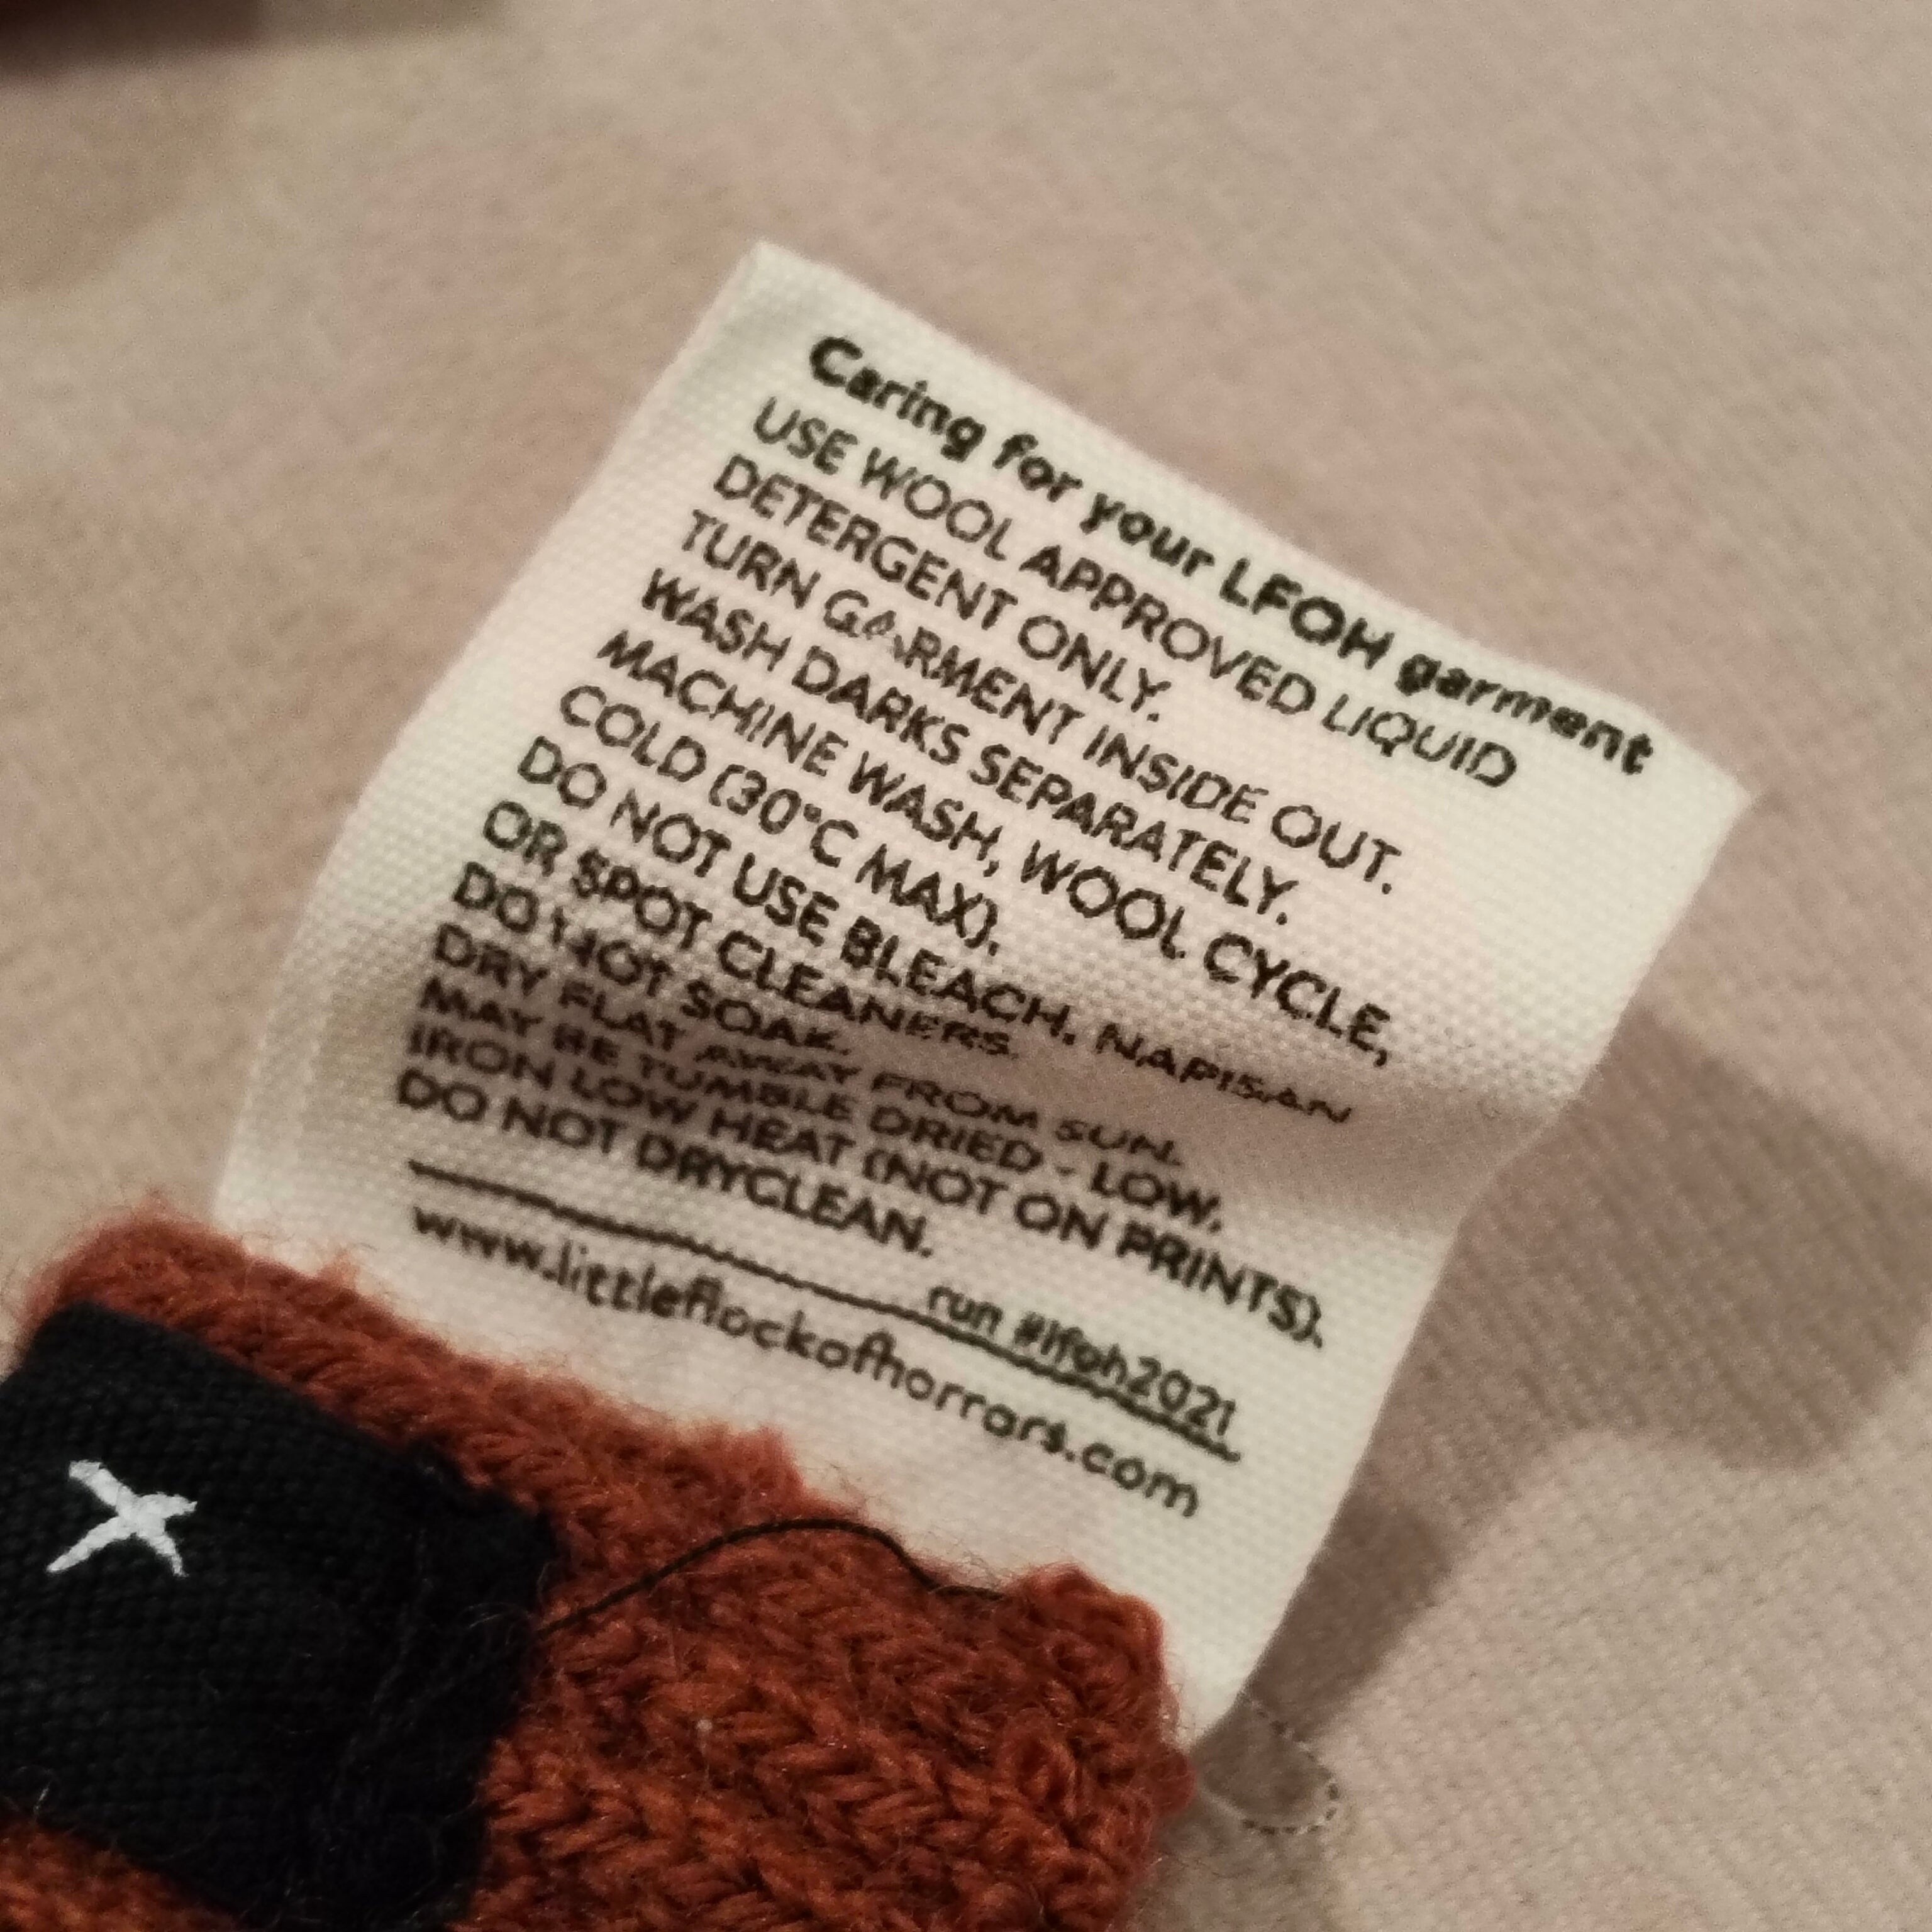 Caring for your LFOH garment
USE WOOL APPROVED LIQUID
DETERGENT ONLY.
TURN GARMENT INSIDE OUT.
WASH DARKS SEPARATELY.
MACHINE WASH, WOOL CYCLE,
COLD (30°C MAX).
DO NOT USE BLEACH, NAPISAN
OR SPOT CLEANERS.
DO NOT SOAK.
DRY FLAT AWAY FROM SUN.
MAY BE TUMBLE DRIED - LOW.
IRON LOW HEAT (NOT ON PRINTS).
DO NOT DRYCLEAN.
run #lfoh2021
www.littleflockofhorrors.com